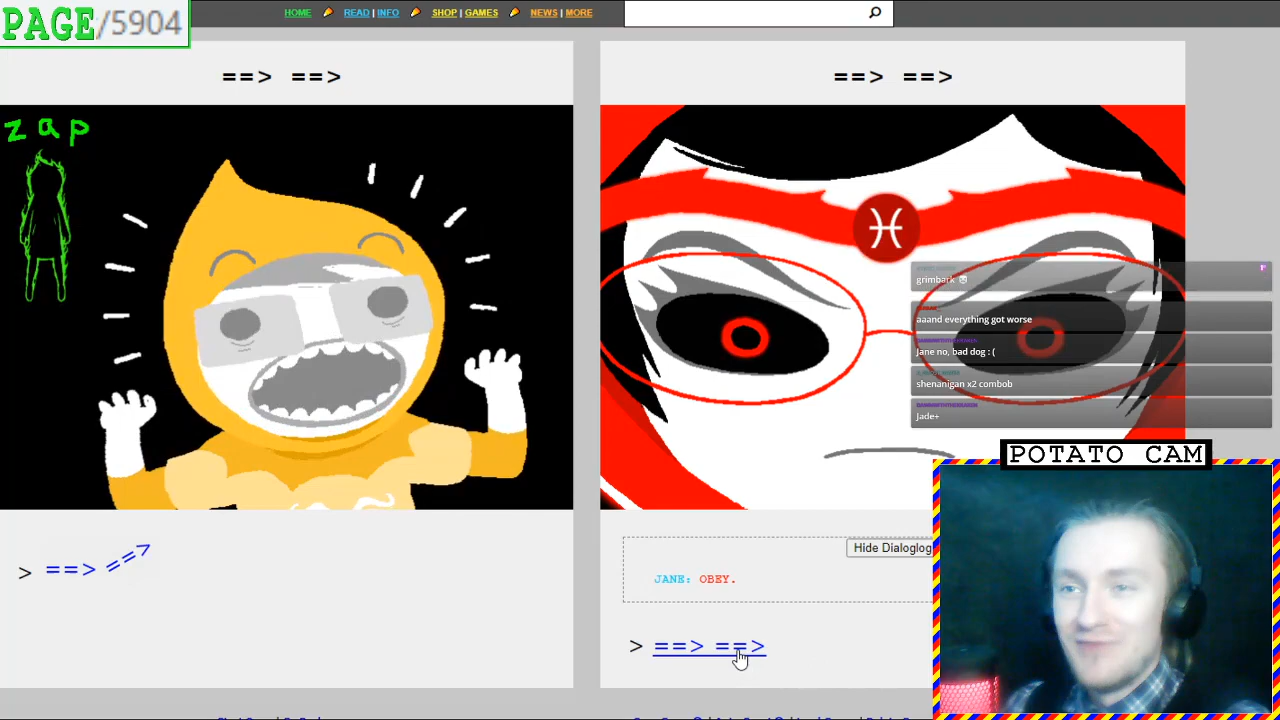 PAGE/5904
HOME READ | INFO SHOP | GAMES NEWS | MORE
==> ==>
==> ==>
zap
grimbark
aaand everything got worse
Jane no, bad dog : (
shenanigan x2 combob
Jade+
POTATO CAM
Hide Dialoglog
JANE: OBEY.
> ==> ==>
> ==> ==>